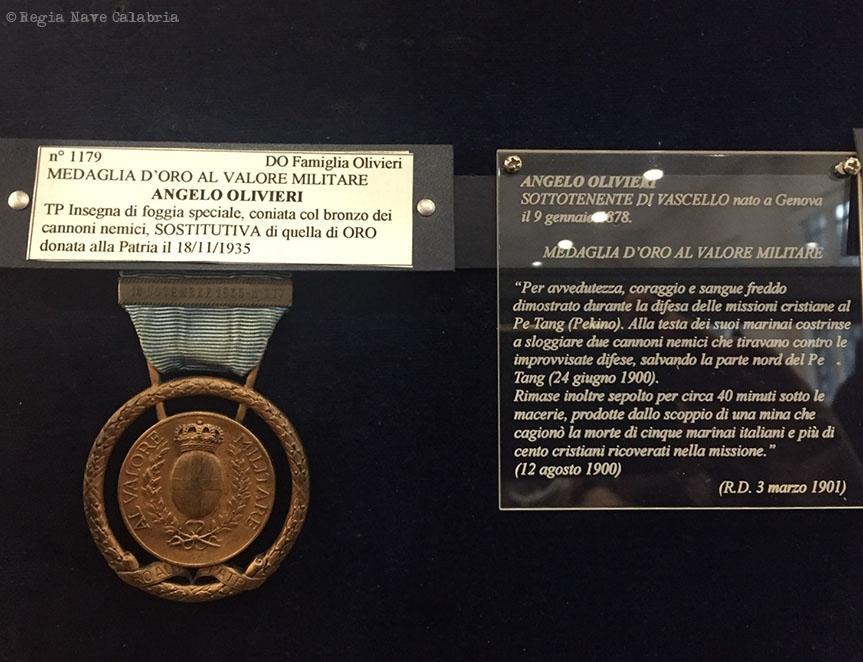 © Regia Nave Calabria
n° 1179 DO Famiglia Olivieri
MEDAGLIA D'ORO AL VALORE MILITARE
ANGELO OLIVIERI
TP Insegna di foggia speciale, coniata col bronzo dei
cannoni nemici, SOSTITUTIVA di quella di ORO
donata alla Patria il 18/11/1935
AL VALORE MILITARE
ANGELO OLIVIERI
SOTTOTENENTE DI VASCELLO nato a Genova
il 9 gennaio 1878.
MEDAGLIA D'ORO AL VALORE MILITARE
"Per avvedutezza, coraggio e sangue freddo
dimostrato durante la difesa delle missioni cristiane al
Pe Tang (Pekino). Alla testa dei suoi marinai costrinse
a sloggiare due cannoni nemici che tiravano contro le
improvvisate difese, salvando la parte nord del Pe
Tang (24 giugno 1900).
Rimase inoltre sepolto per circa 40 minuti sotto le
macerie, prodotte dallo scoppio di una mina che
cagionò la morte di cinque marinai italiani e più di
cento cristiani ricoverati nella missione."
(12 agosto 1900)
(R.D. 3 marzo 1901)